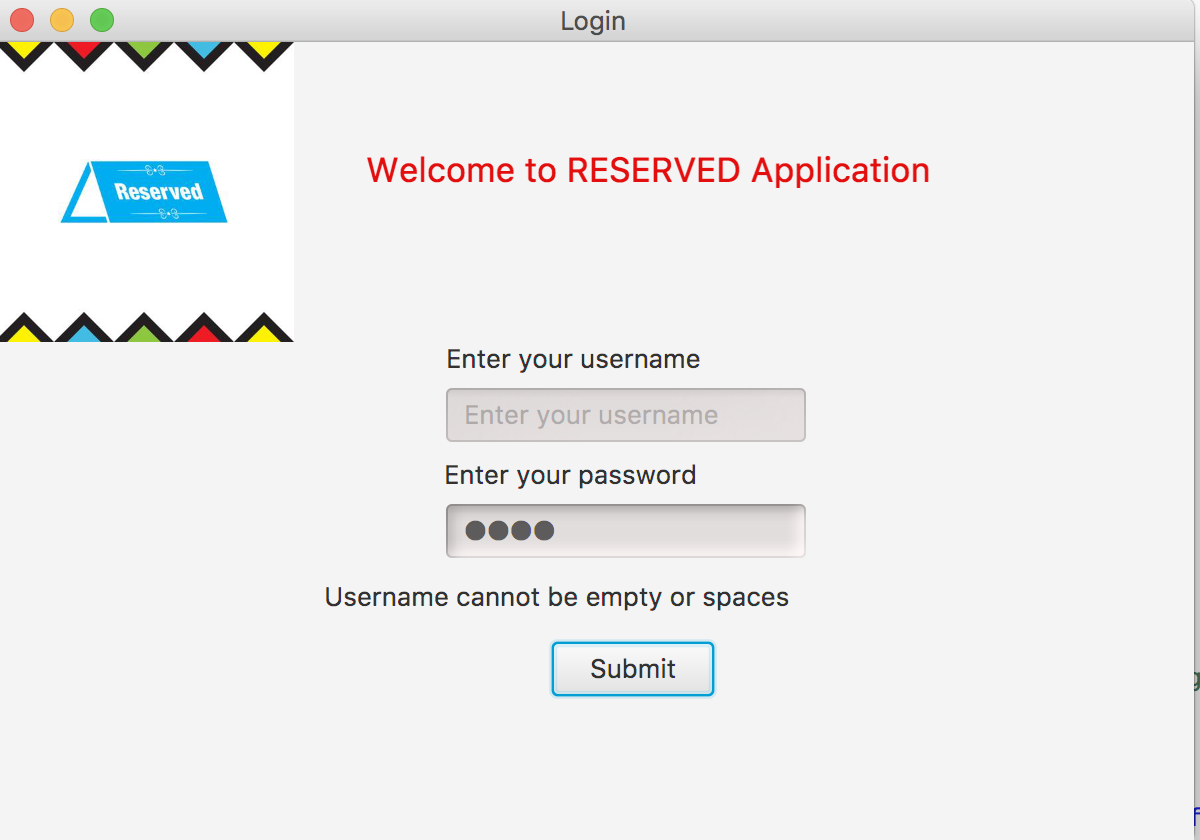 Login
Reserved
Welcome to RESERVED Application
Enter your username
Enter your username
Enter your password
Username cannot be empty or spaces
Submit